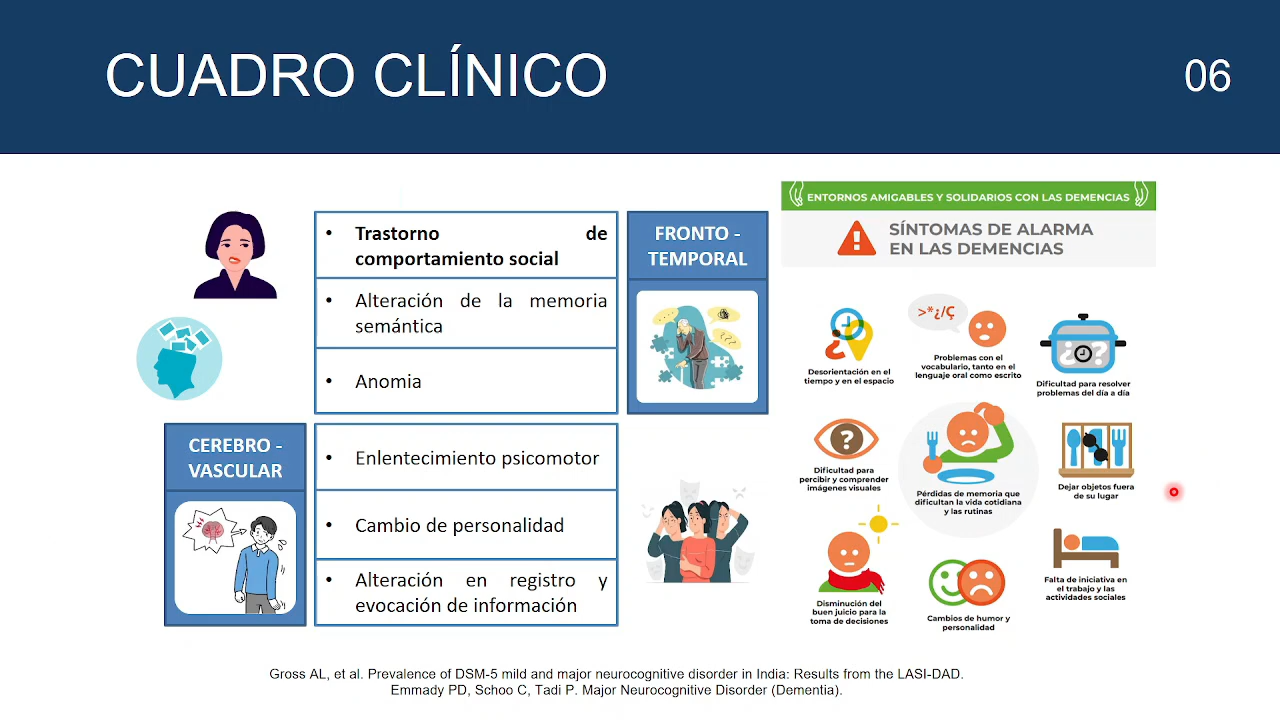 CUADRO CLÍNICO
06
• Trastorno de
comportamiento social
• Alteración de la memoria
semántica
• Anomia
FRONTO -
TEMPORAL
CEREBRO -
VASCULAR
• Enlentecimiento psicomotor
• Cambio de personalidad
• Alteración en registro y
evocación de información
ENTORNOS AMIGABLES Y SOLIDARIOS CON LAS DEMENCIAS
SÍNTOMAS DE ALARMA
EN LAS DEMENCIAS
Desorientación en el
tiempo y en el espacio
>*¿/Ç
Problemas con el
vocabulario, tanto en el
lenguaje oral como escrito
Dificultad para resolver
problemas del día a día
Dificultad para
percibir y comprender
imágenes visuales
Pérdidas de memoria que
dificultan la vida cotidiana
y las rutinas
Dejar objetos fuera
de su lugar
Disminución del
buen juicio para la
toma de decisiones
Cambios de humor y
personalidad
Falta de iniciativa en
el trabajo y las
actividades sociales
Gross AL, et al. Prevalence of DSM-5 mild and major neurocognitive disorder in India: Results from the LASI-DAD.
Emmady PD, Schoo C, Tadi P. Major Neurocognitive Disorder (Dementia).